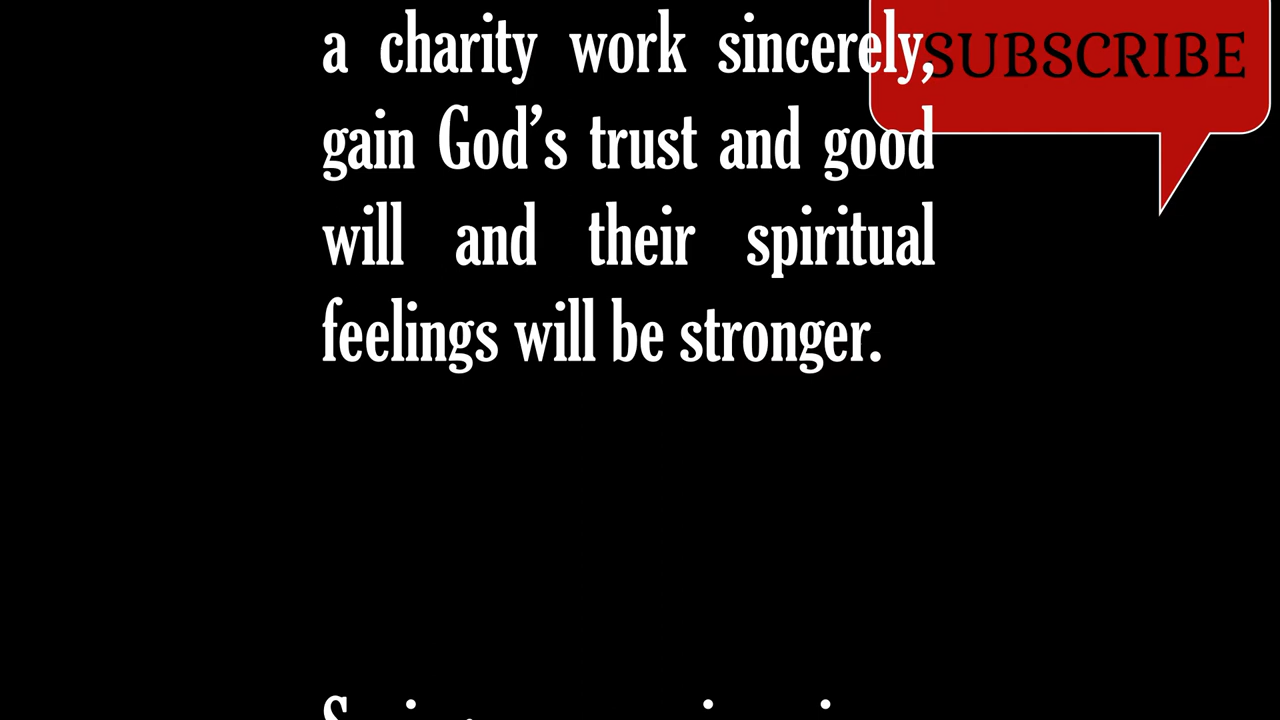 a charity work sincerely,
SUBSCRIBE
gain God’s trust and good
will and their spiritual
feelings will be stronger.